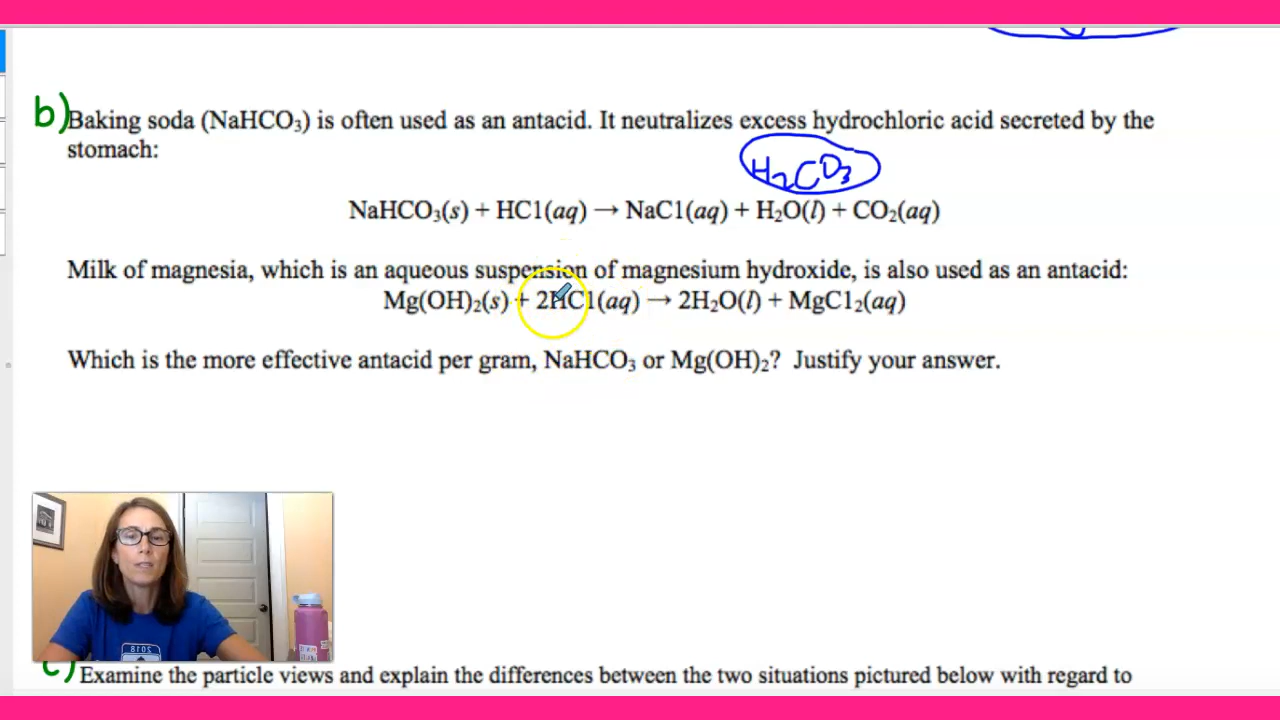 b) Baking soda (NaHCO₃) is often used as an antacid. It neutralizes excess hydrochloric acid secreted by the
stomach:
H₂CO₃
NaHCO₃(s) + HCl(aq) → NaCl(aq) + H₂O(l) + CO₂(aq)
Milk of magnesia, which is an aqueous suspension of magnesium hydroxide, is also used as an antacid:
Mg(OH)₂(s) + 2HCl(aq) → 2H₂O(l) + MgCl₂(aq)
Which is the more effective antacid per gram, NaHCO₃ or Mg(OH)₂? Justify your answer.
2018
c) Examine the particle views and explain the differences between the two situations pictured below with regard to